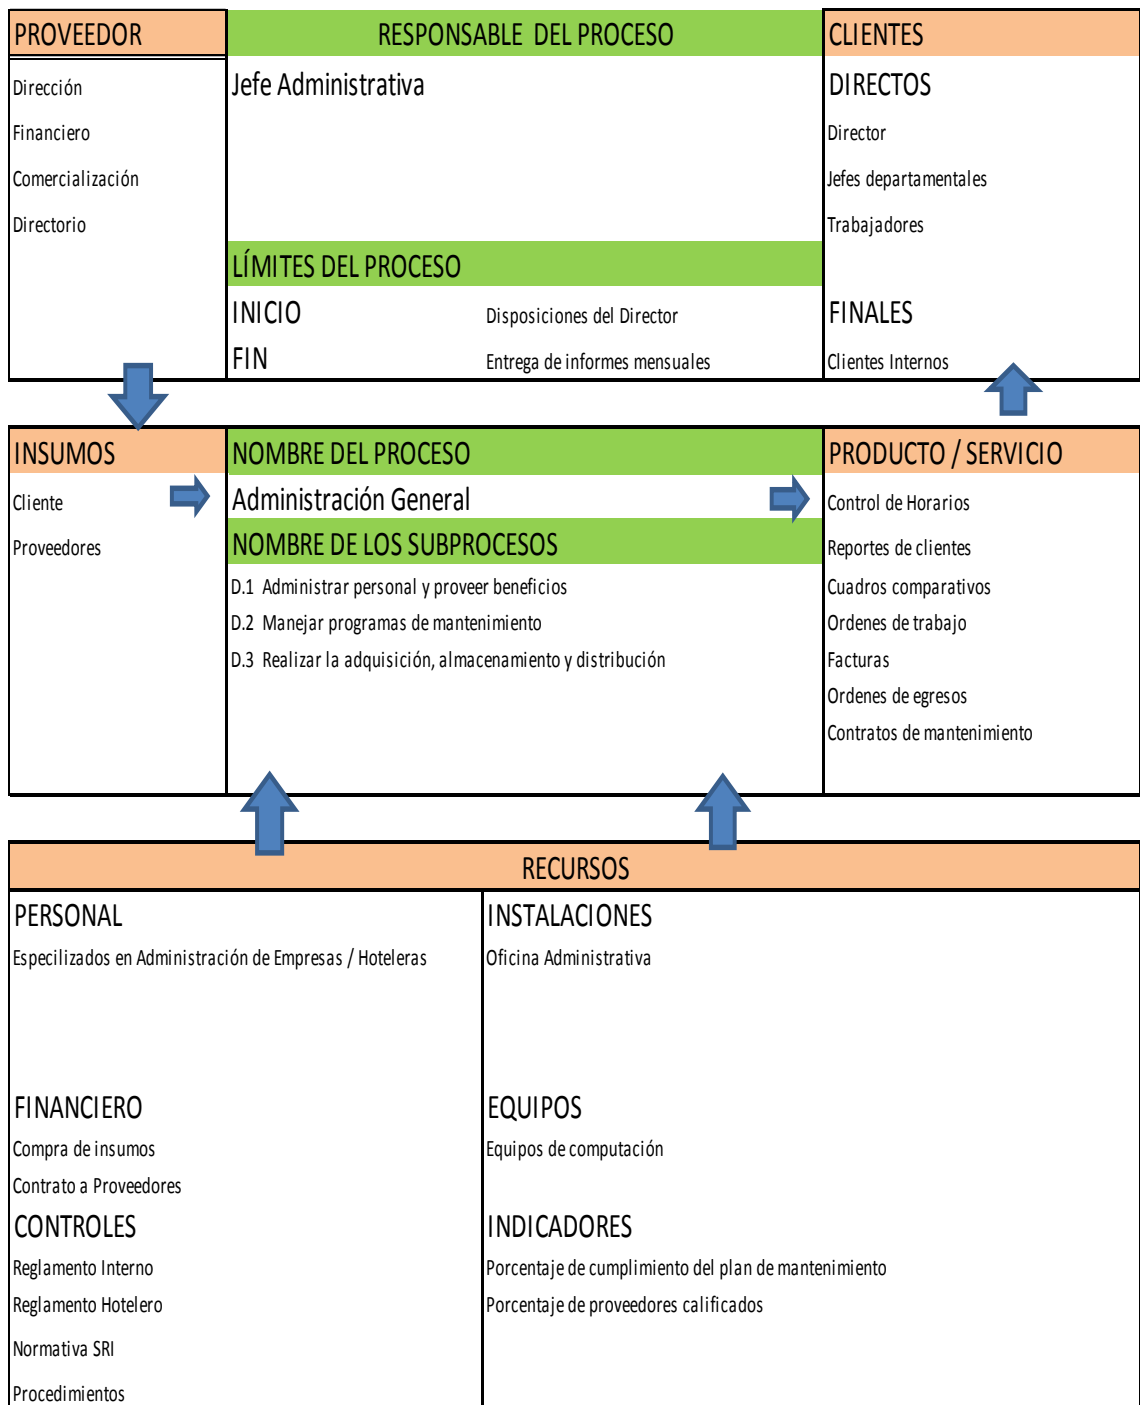 PROVEEDOR
Dirección
Financiero
Comercialización
Directorio
RESPONSABLE DEL PROCESO
Jefe Administrativa
LÍMITES DEL PROCESO
INICIO Disposiciones del Director
FIN Entrega de informes mensuales
CLIENTES
DIRECTOS
Director
Jefes departamentales
Trabajadores
FINALES
Clientes Internos
INSUMOS
Cliente
Proveedores
NOMBRE DEL PROCESO
Administración General
NOMBRE DE LOS SUBPROCESOS
D.1 Administrar personal y proveer beneficios
D.2 Manejar programas de mantenimiento
D.3 Realizar la adquisición, almacenamiento y distribución
PRODUCTO / SERVICIO
Control de Horarios
Reportes de clientes
Cuadros comparativos
Ordenes de trabajo
Facturas
Ordenes de egresos
Contratos de mantenimiento
RECURSOS
PERSONAL
Especilizados en Administración de Empresas / Hoteleras
INSTALACIONES
Oficina Administrativa
FINANCIERO
Compra de insumos
Contrato a Proveedores
EQUIPOS
Equipos de computación
CONTROLES
Reglamento Interno
Reglamento Hotelero
Normativa SRI
Procedimientos
INDICADORES
Porcentaje de cumplimiento del plan de mantenimiento
Porcentaje de proveedores calificados